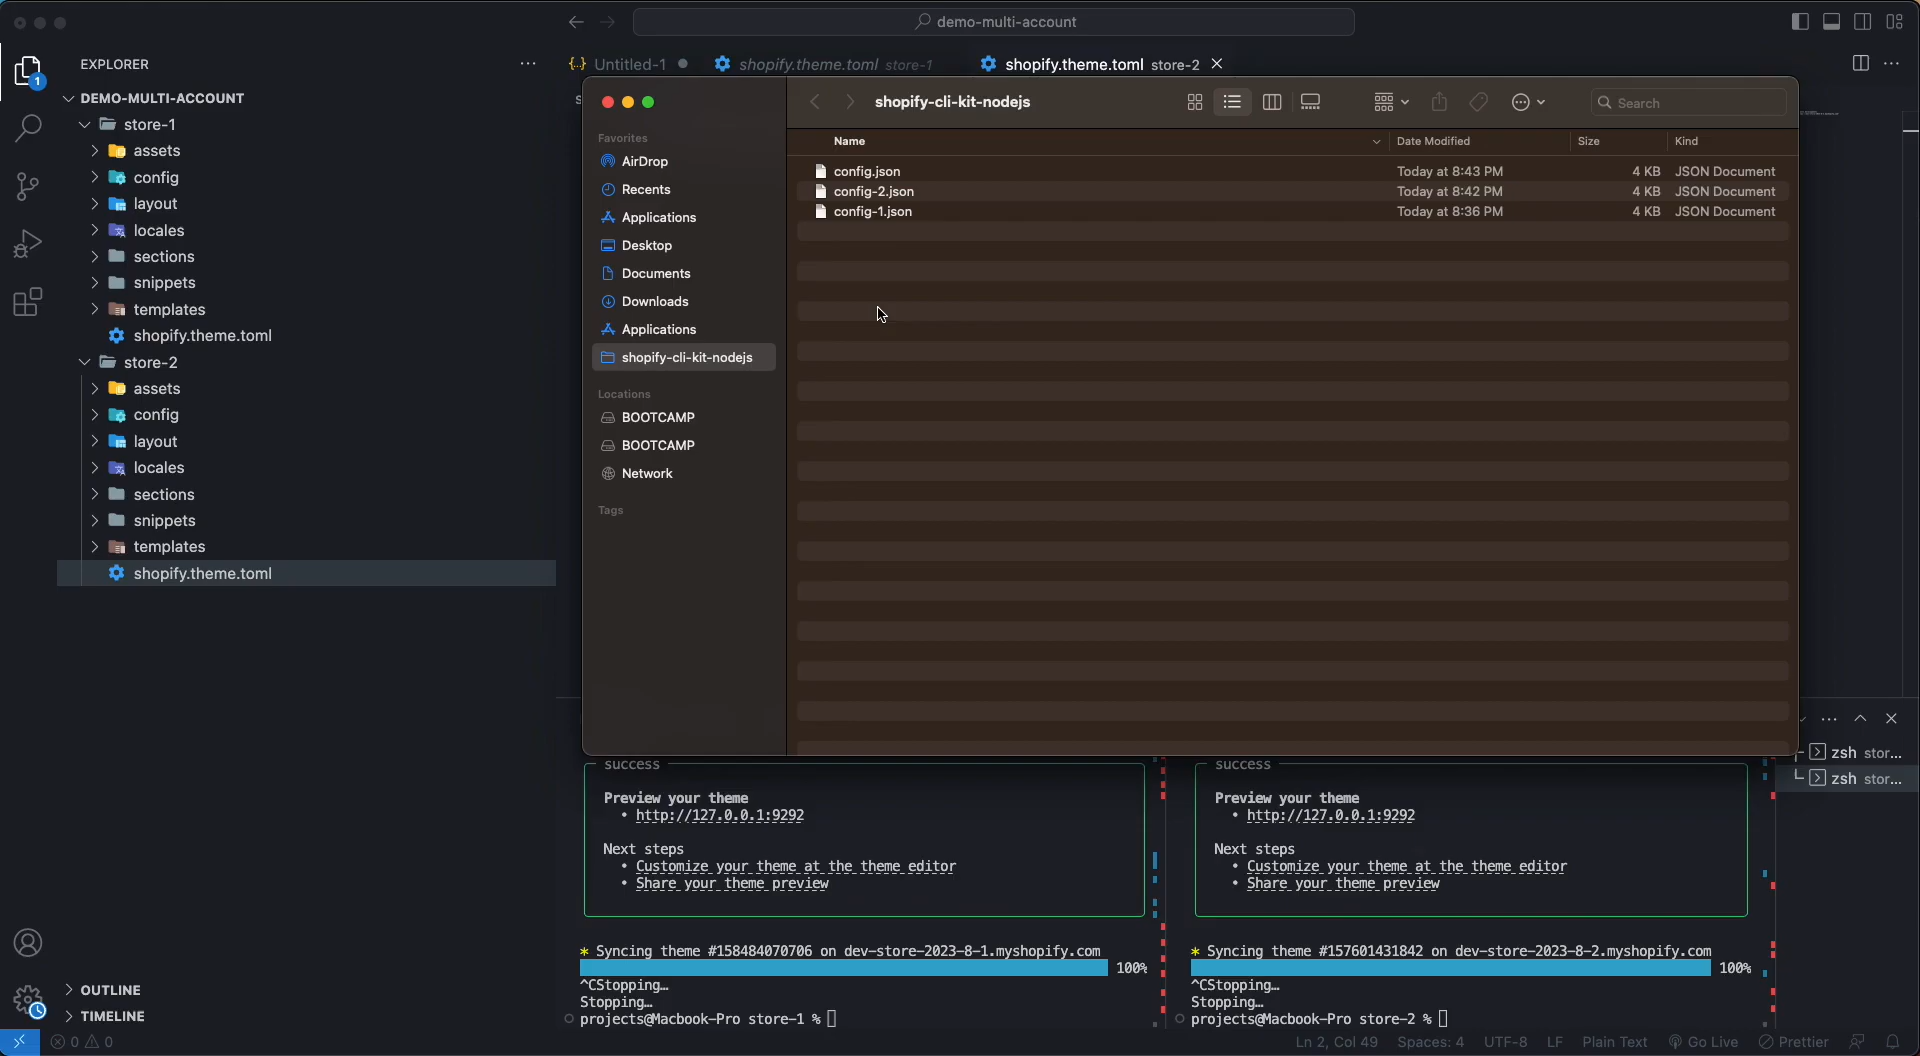 demo-multi-account
1
EXPLORER
Untitled-1
shopify.theme.toml store-1
shopify.theme.toml store-2
DEMO-MULTI-ACCOUNT
store-1
assets
config
layout
locales
sections
snippets
templates
shopify.theme.toml
store-2
assets
config
layout
locales
sections
snippets
templates
shopify.theme.toml
OUTLINE
TIMELINE
shopify-cli-kit-nodejs
Search
Favorites
AirDrop
Recents
Applications
Desktop
Documents
Downloads
Applications
shopify-cli-kit-nodejs
Locations
BOOTCAMP
BOOTCAMP
Network
Tags
Name Date Modified Size Kind
config.json Today at 8:43 PM 4 KB JSON Document
config-2.json Today at 8:42 PM 4 KB JSON Document
config-1.json Today at 8:36 PM 4 KB JSON Document
success
Preview your theme
• http://127.0.0.1:9292
Next steps
• Customize your theme at the theme editor
• Share your theme preview
* Syncing theme #158484070706 on dev-store-2023-8-1.myshopify.com
100%
^CStopping…
Stopping…
projects@Macbook-Pro store-1 %
success
Preview your theme
• http://127.0.0.1:9292
Next steps
• Customize your theme at the theme editor
• Share your theme preview
* Syncing theme #157601431842 on dev-store-2023-8-2.myshopify.com
100%
^CStopping…
Stopping…
projects@Macbook-Pro store-2 %
zsh stor...
zsh stor...
0 0
Ln 2, Col 49 Spaces: 4 UTF-8 LF Plain Text Go Live Prettier